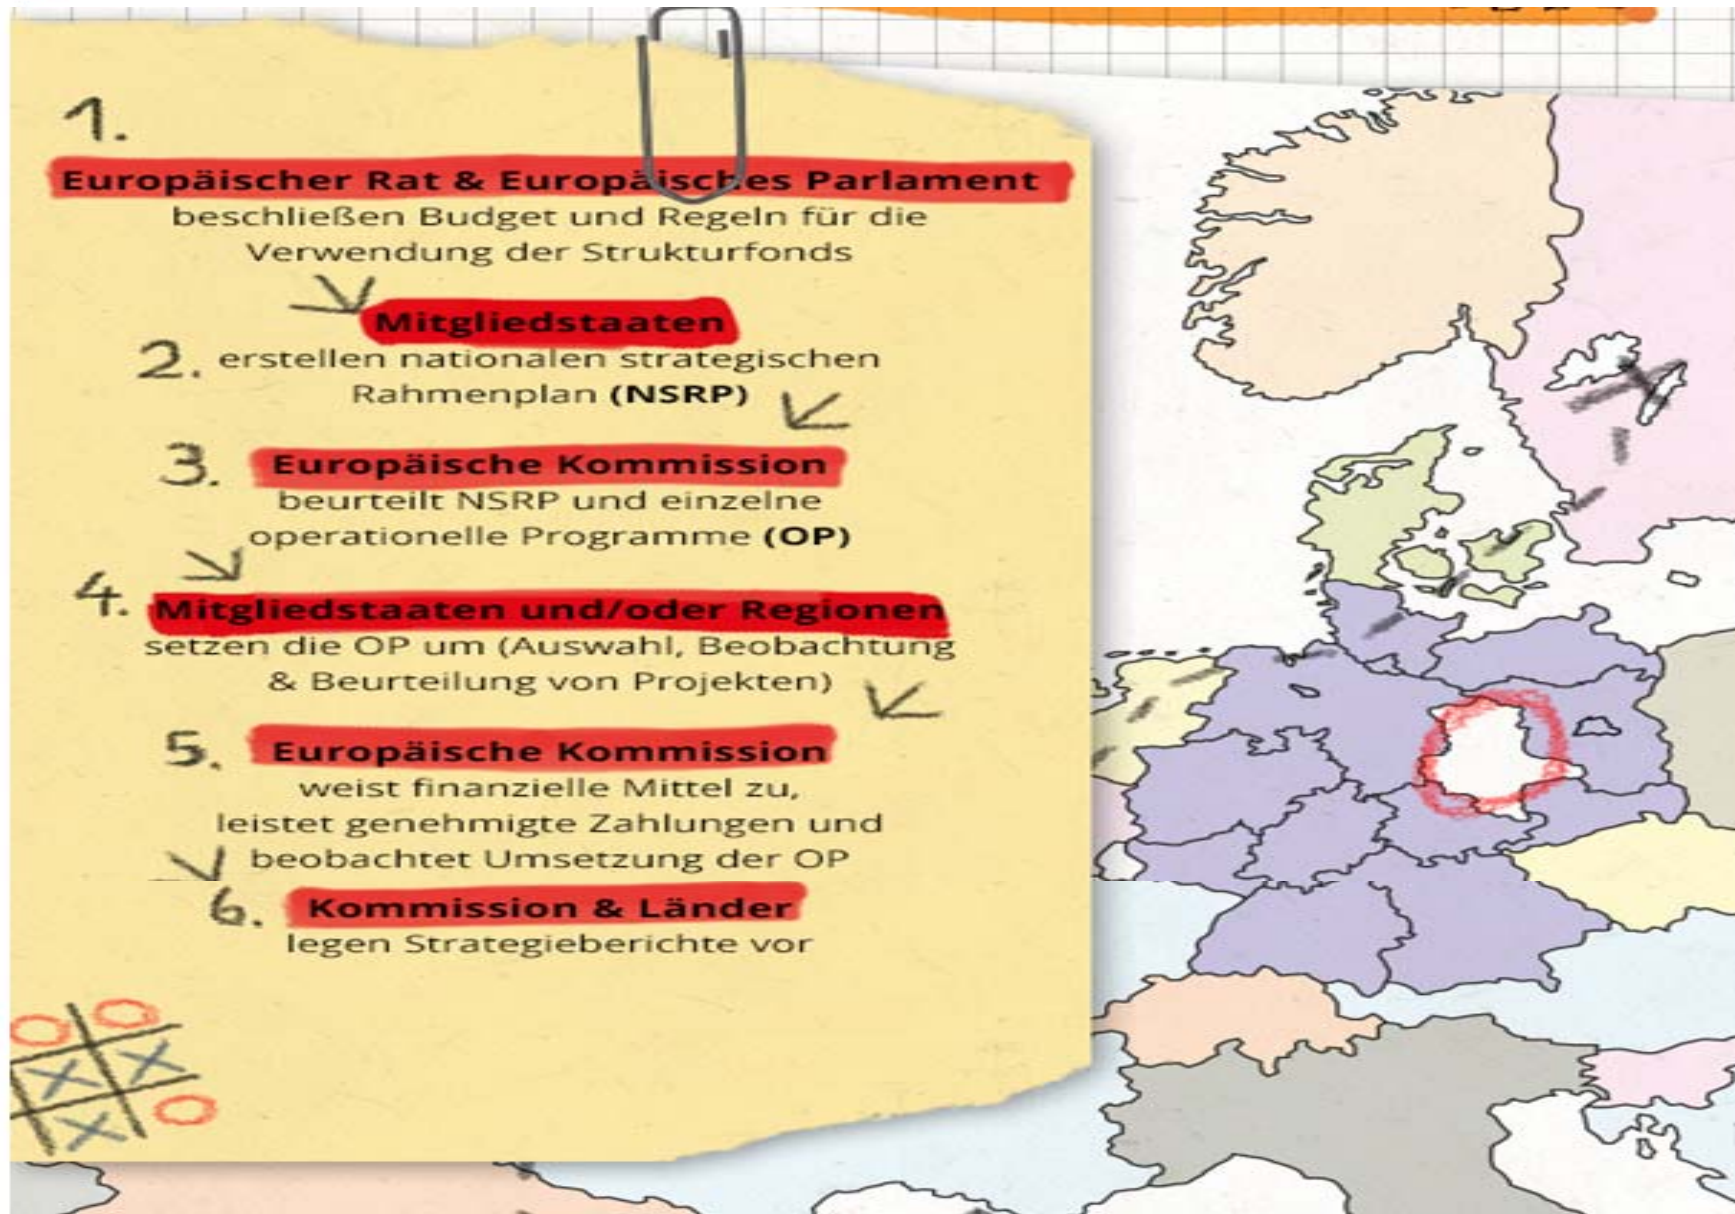 1.
Europäischer Rat & Europäisches Parlament
beschließen Budget und Regeln für die
Verwendung der Strukturfonds
Mitgliedstaaten
2. erstellen nationalen strategischen
Rahmenplan (NSRP)
3. Europäische Kommission
beurteilt NSRP und einzelne
operationelle Programme (OP)
4. Mitgliedstaaten und/oder Regionen
setzen die OP um (Auswahl, Beobachtung
& Beurteilung von Projekten)
5. Europäische Kommission
weist finanzielle Mittel zu,
leistet genehmigte Zahlungen und
beobachtet Umsetzung der OP
6. Kommission & Länder
legen Strategieberichte vor